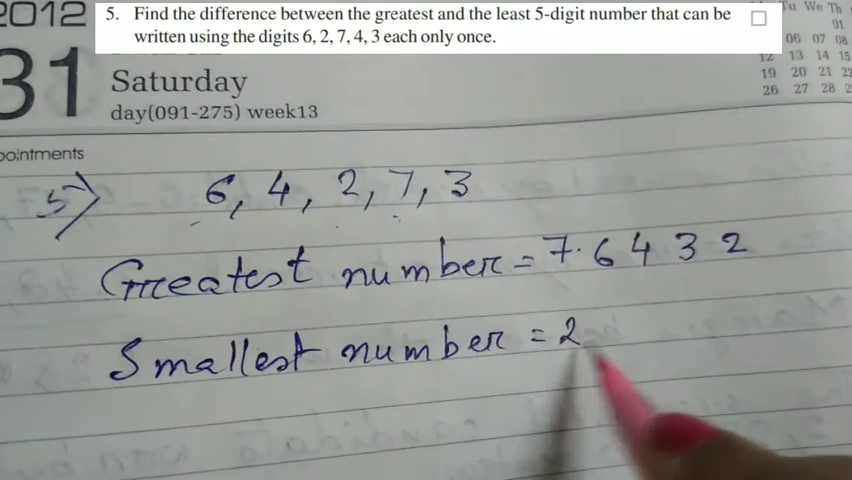 5. Find the difference between the greatest and the least 5-digit number that can be
written using the digits 6, 2, 7, 4, 3 each only once.
2012
31
Saturday
day(091-275) week13
Tu We Th
01
06 07 08
12 13 14 15
19 20 21 22
26 27 28
pointments
5) 6, 4, 2, 7, 3
Greatest number = 7 6 4 3 2
Smallest number = 2